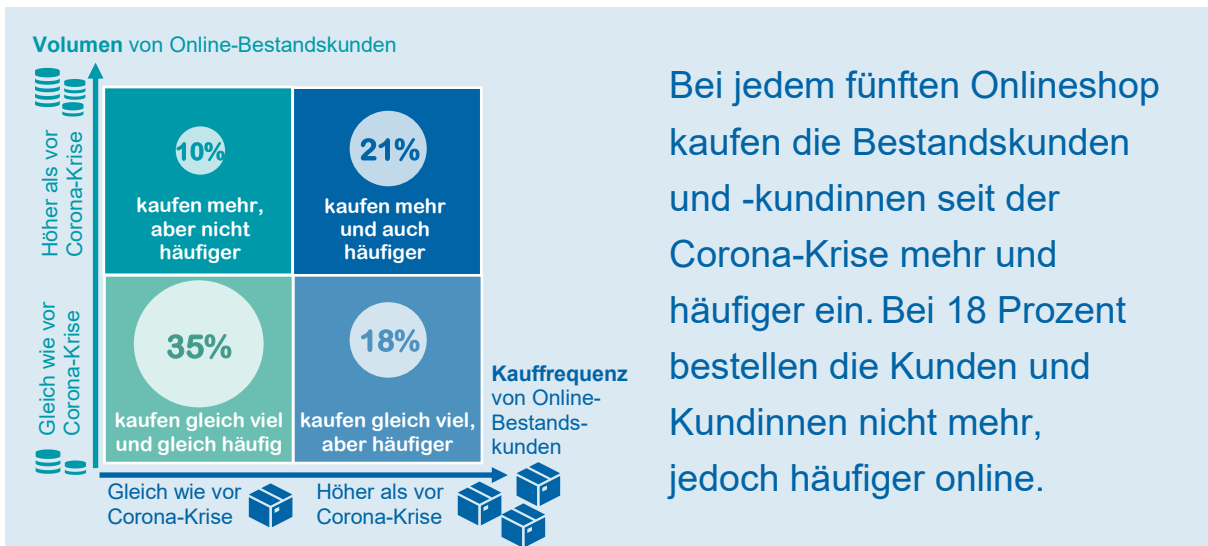 Volumen von Online-Bestandskunden
Höher als vor
Corona-Krise
Gleich wie vor
Corona-Krise
10%
kaufen mehr,
aber nicht
häufiger
21%
kaufen mehr
und auch
häufiger
35%
kaufen gleich viel
und gleich häufig
18%
kaufen gleich viel,
aber häufiger
Kauffrequenz
von Online-
Bestands-
kunden
Gleich wie vor
Corona-Krise
Höher als vor
Corona-Krise
Bei jedem fünften Onlineshop
kaufen die Bestandskunden
und -kundinnen seit der
Corona-Krise mehr und
häufiger ein. Bei 18 Prozent
bestellen die Kunden und
Kundinnen nicht mehr,
jedoch häufiger online.